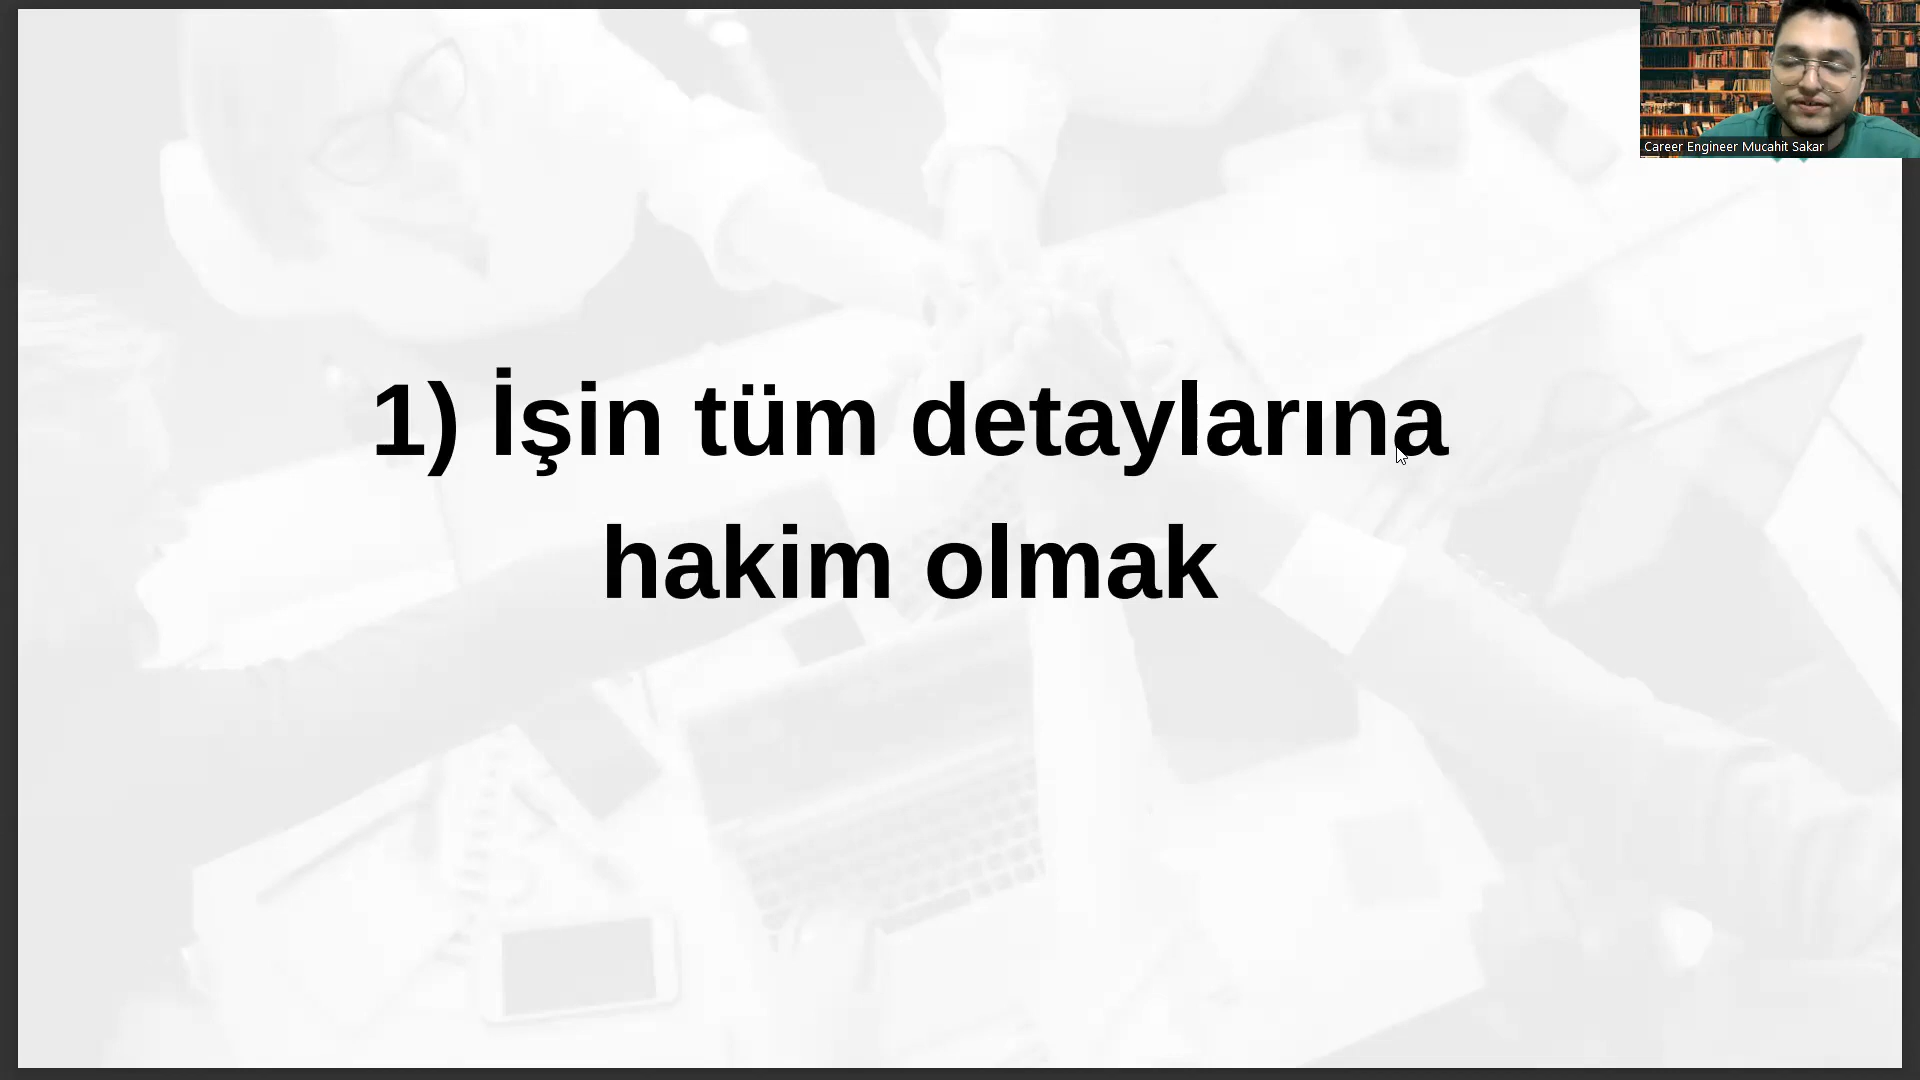 Career Engineer Mucahit Sakar
1) İşin tüm detaylarına
hakim olmak